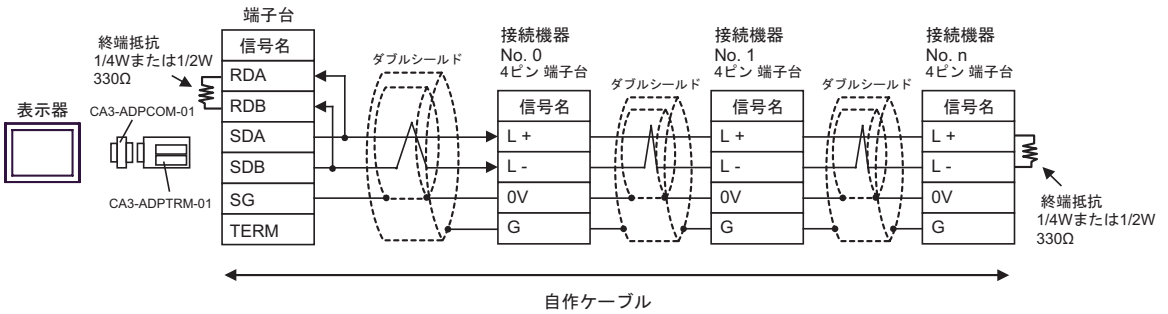 端子台
終端抵抗
1/4Wまたは1/2W
330Ω
表示器
CA3-ADPCOM-01
CA3-ADPTRM-01
信号名
RDA
RDB
SDA
SDB
SG
TERM
ダブルシールド
接続機器
No. 0
4ピン 端子台
信号名
L +
L -
0V
G
ダブルシールド
接続機器
No. 1
4ピン 端子台
信号名
L +
L -
0V
G
ダブルシールド
接続機器
No. n
4ピン 端子台
信号名
L +
L -
0V
G
終端抵抗
1/4Wまたは1/2W
330Ω
自作ケーブル